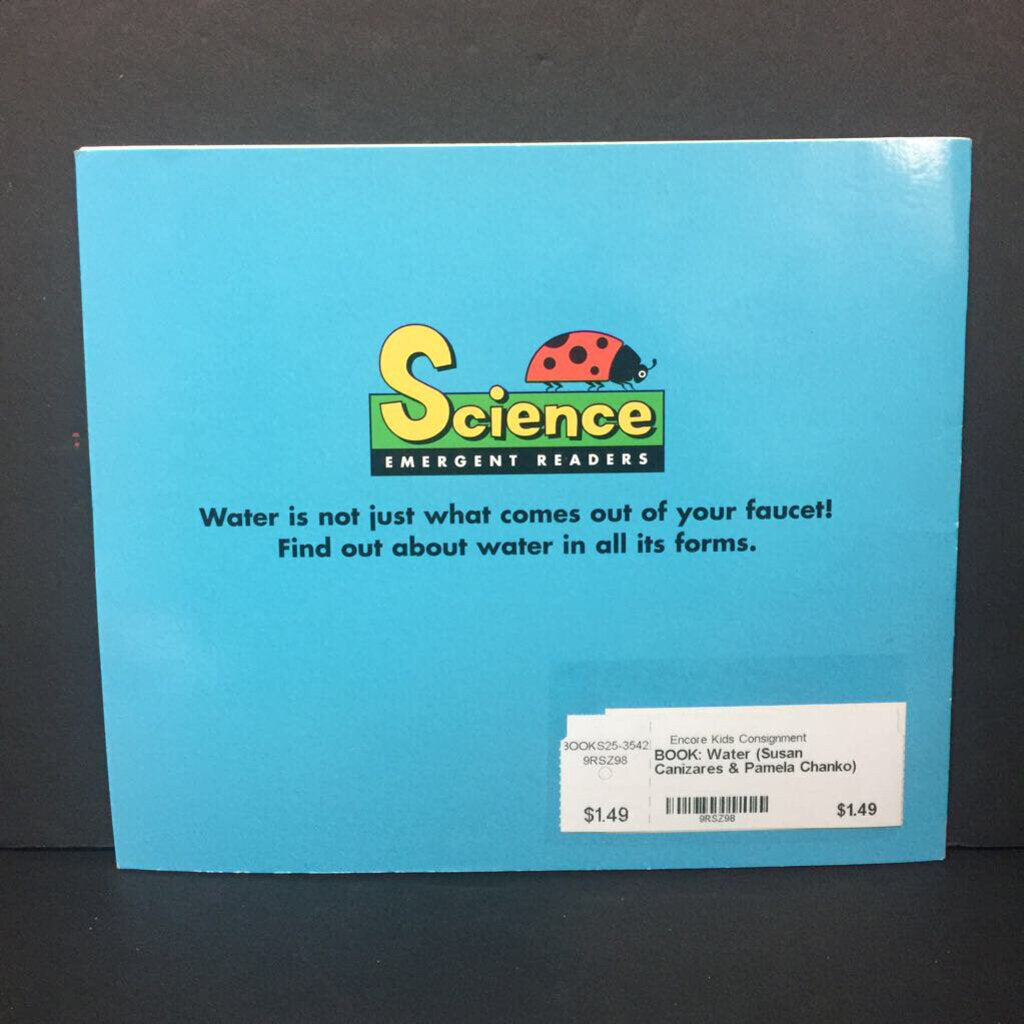 Science
EMERGENT READERS
Water is not just what comes out of your faucet!
Find out about water in all its forms.
BOOKS25-3542
9RSZ98
$1.49
Encore Kids Consignment
BOOK: Water (Susan
Canizares & Pamela Chanko)
9RSZ98
$1.49